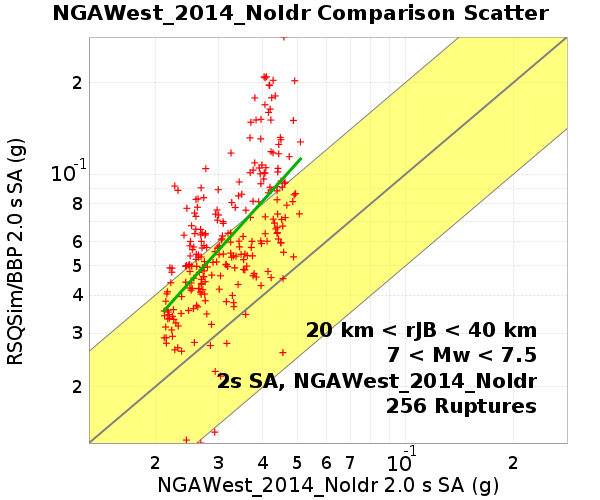 NGAWest_2014_NoIdr Comparison Scatter
RSQSim/BBP 2.0 s SA (g)
2
10-1
8
6
5
4
3
2
20 km < rJB < 40 km
7 < Mw < 7.5
2s SA, NGAWest_2014_NoIdr
256 Ruptures
2 3 4 5 6 7 10-1 2
NGAWest_2014_NoIdr 2.0 s SA (g)